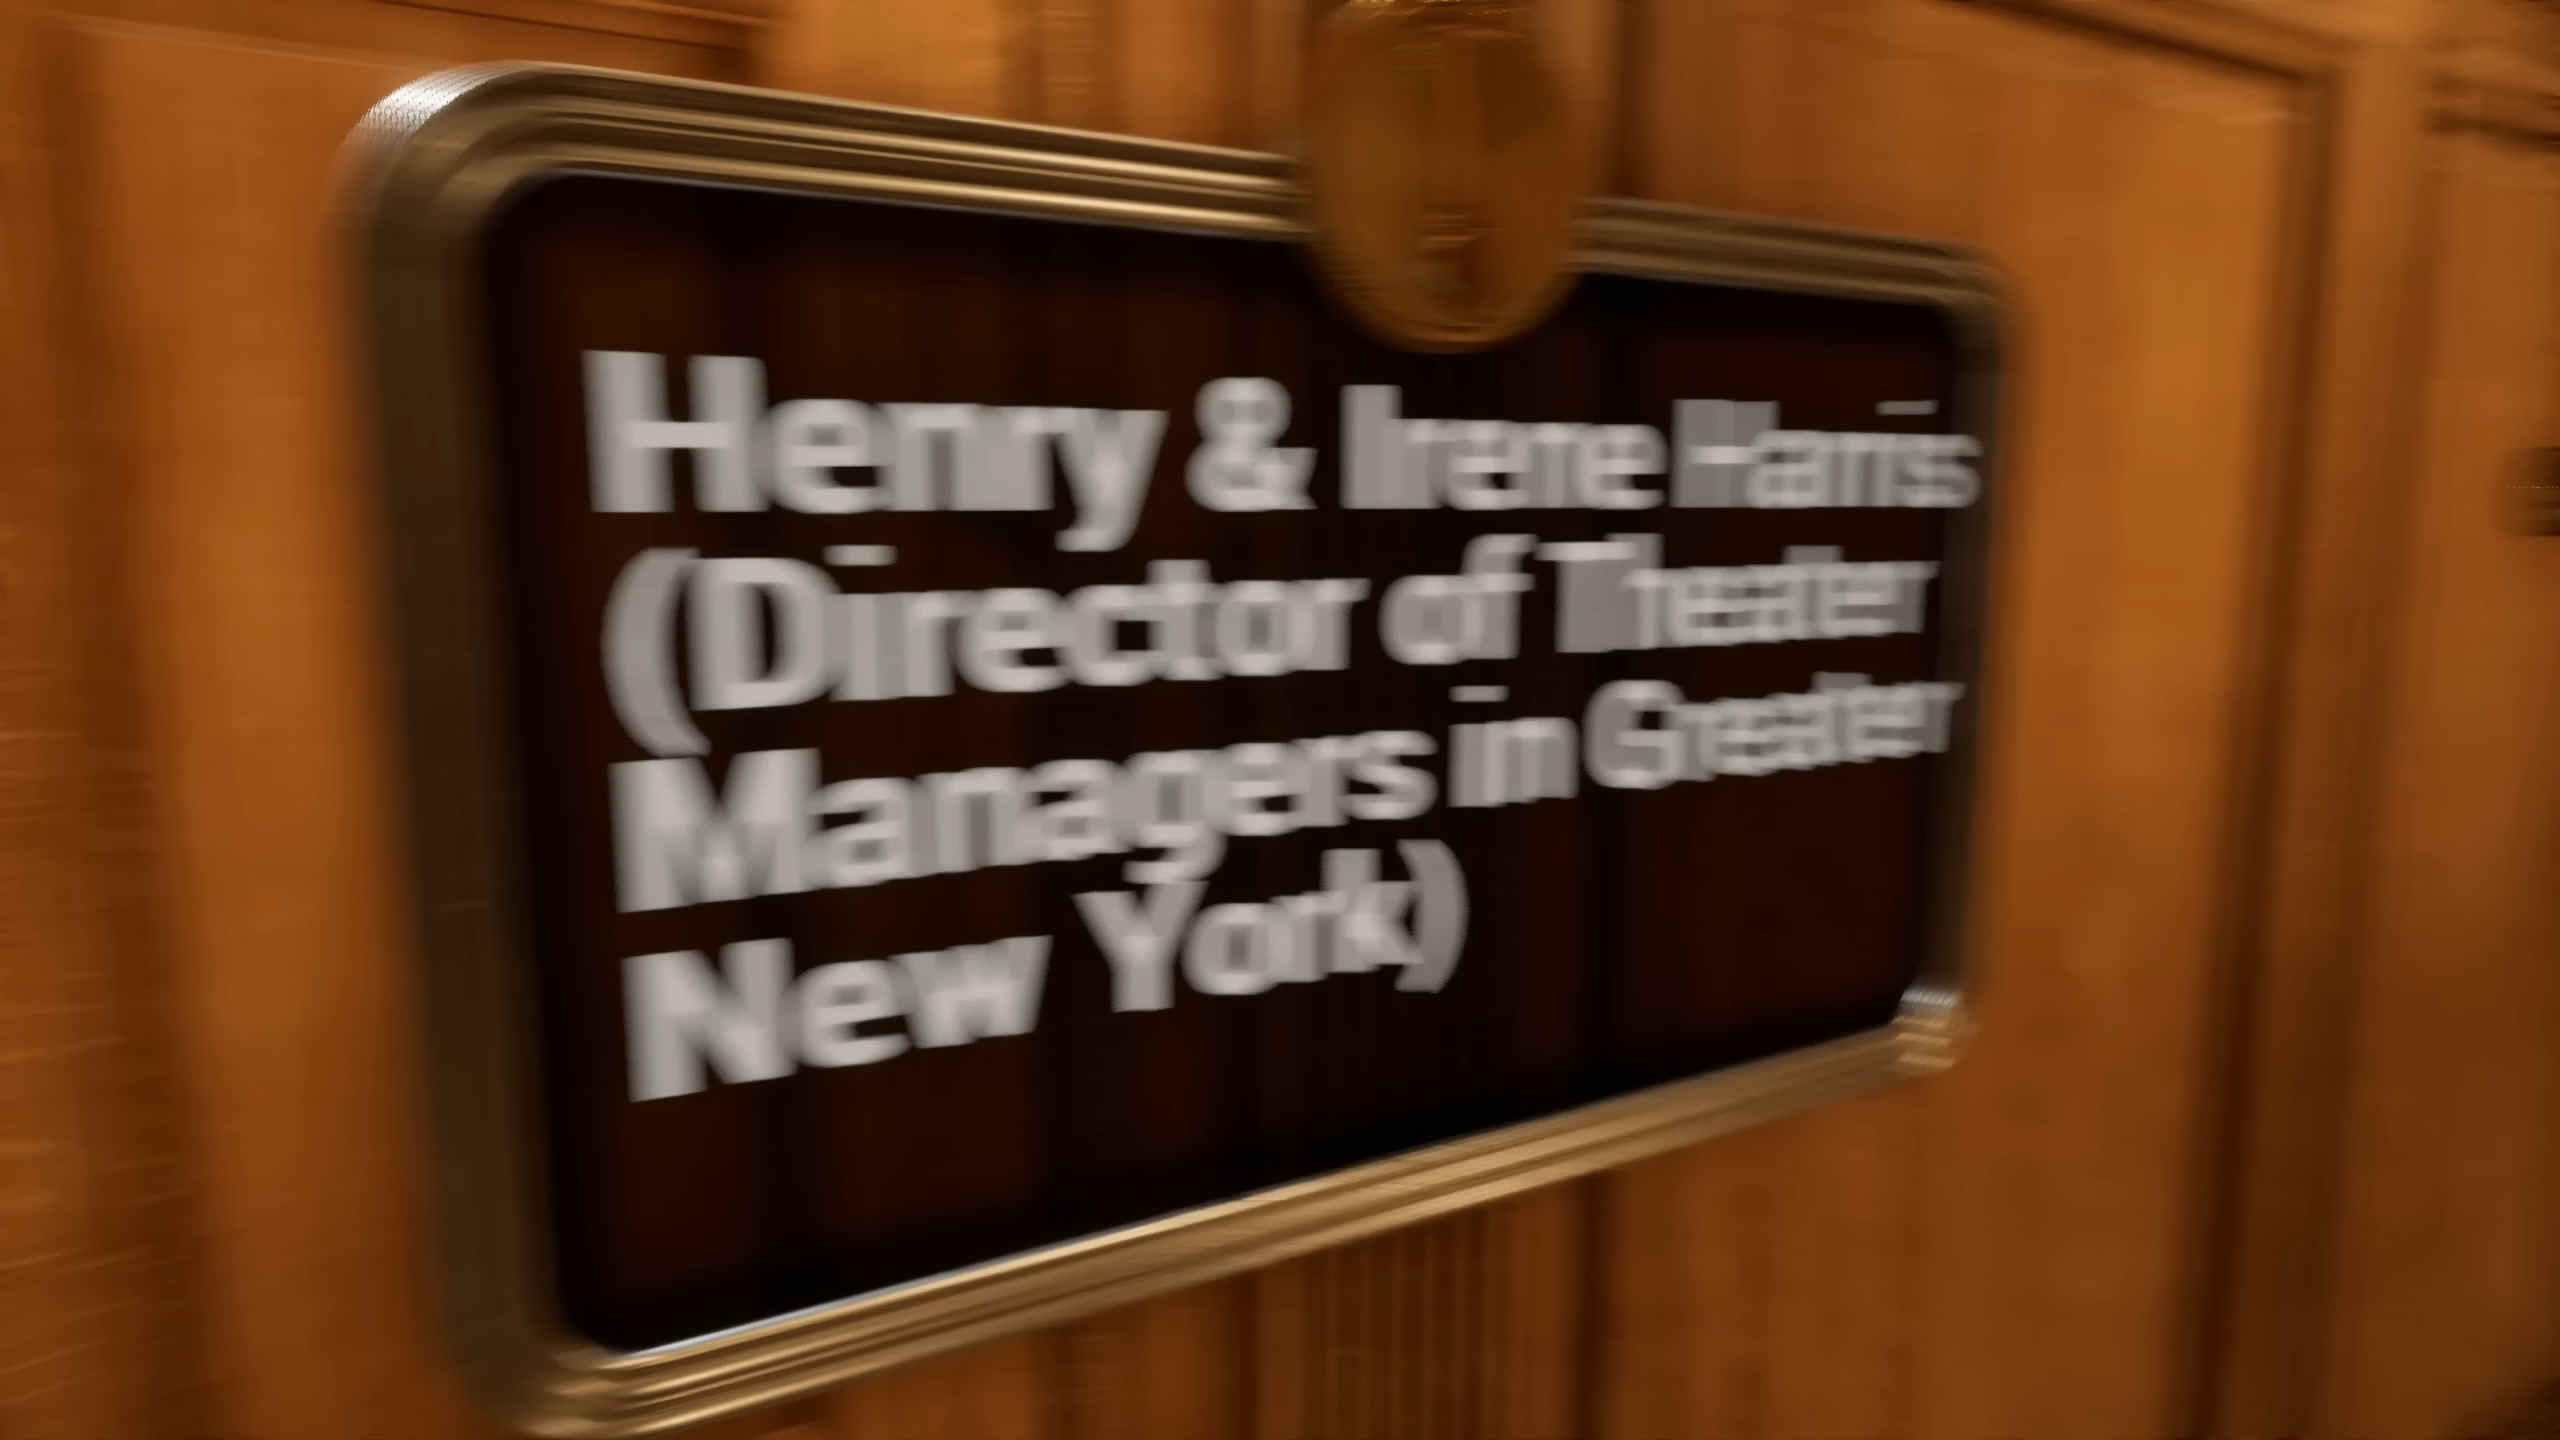 Henry & Irene Harris
(Director of Theater
Managers in Greater
New York)